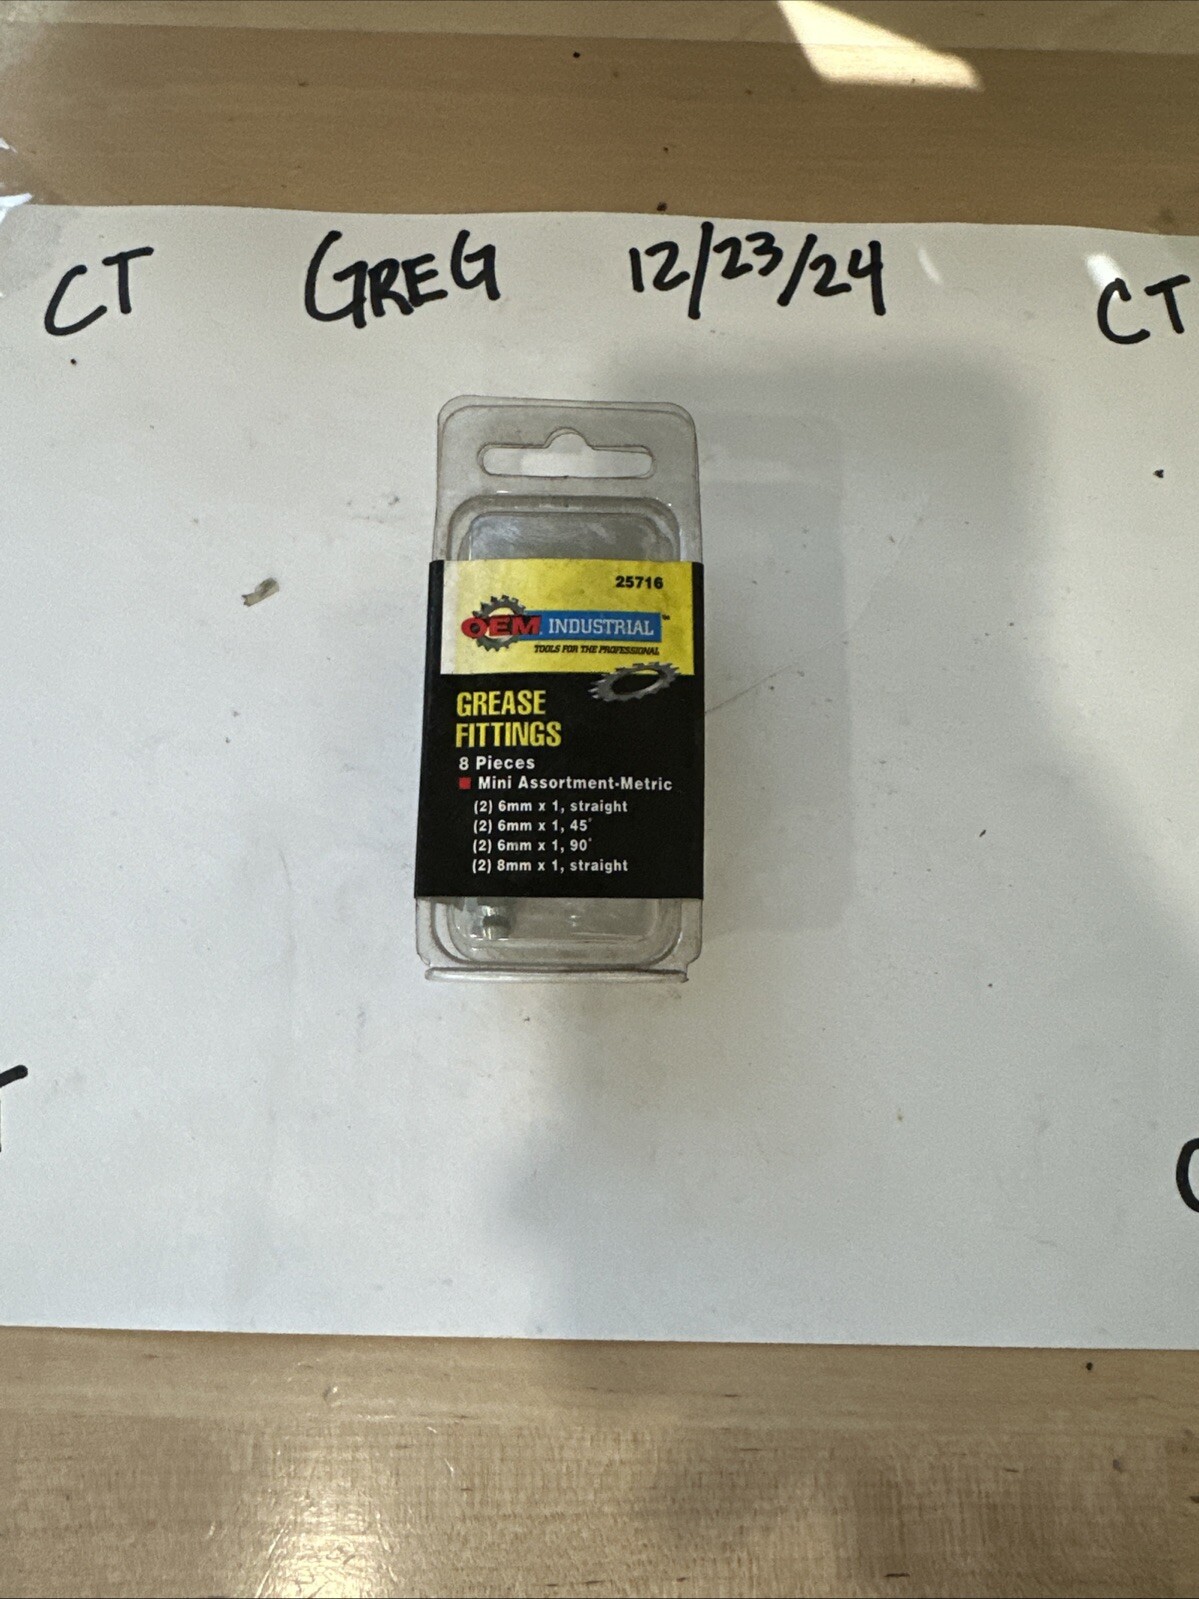 CT GREG 12/23/24 CT
25716
OEM INDUSTRIAL™
TOOLS FOR THE PROFESSIONAL
GREASE
FITTINGS
8 Pieces
Mini Assortment-Metric
(2) 6mm x 1, straight
(2) 6mm x 1, 45°
(2) 6mm x 1, 90°
(2) 8mm x 1, straight